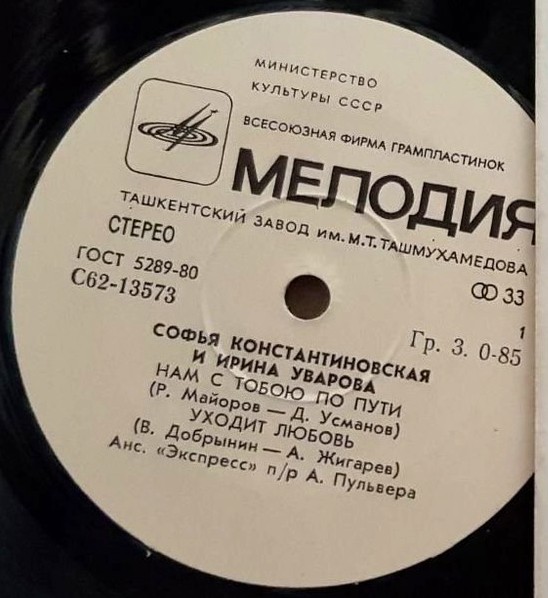 МИНИСТЕРСТВО
КУЛЬТУРЫ СССР
ВСЕСОЮЗНАЯ ФИРМА ГРАМПЛАСТИНОК
МЕЛОДИЯ
ТАШКЕНТСКИЙ ЗАВОД им. М.Т. ТАШМУХАМЕДОВА
СТЕРЕО
33
ГОСТ 5289-80
1
С62-13573
Гр. 3. 0-85
СОФЬЯ КОНСТАНТИНОВСКАЯ
И ИРИНА УВАРОВА
НАМ С ТОБОЮ ПО ПУТИ
(Р. Майоров — Д. Усманов)
УХОДИТ ЛЮБОВЬ
(В. Добрынин — А. Жигарев)
Анс. «Экспресс» п/р А. Пульвера